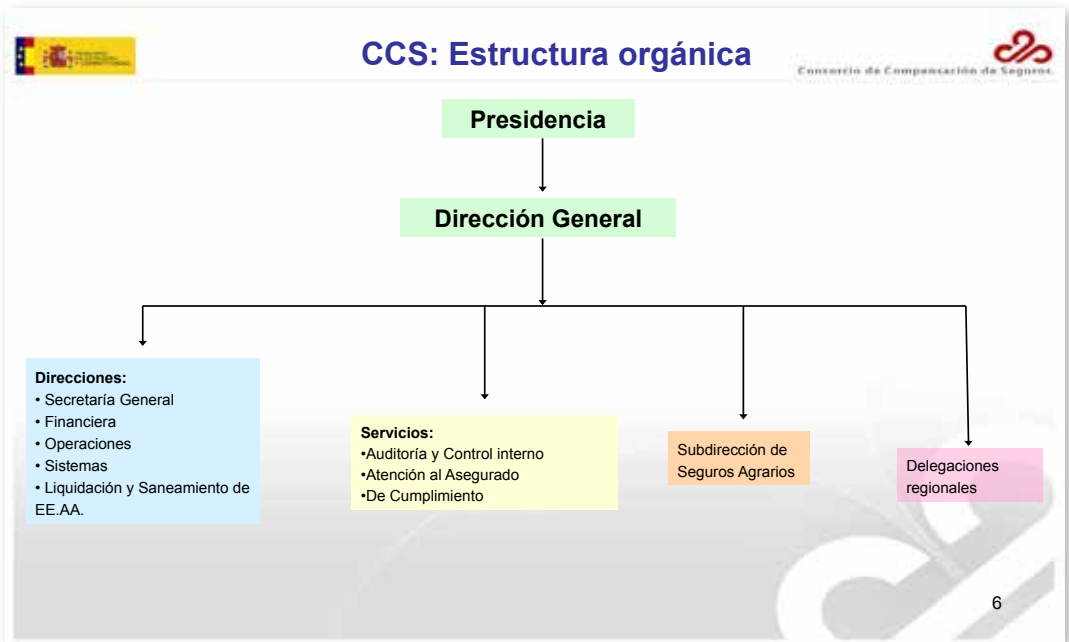 CCS: Estructura orgánica
Consorcio de Compensación de Seguros
Presidencia
Dirección General
Direcciones:
• Secretaría General
• Financiera
• Operaciones
• Sistemas
• Liquidación y Saneamiento de
EE.AA.
Servicios:
•Auditoría y Control interno
•Atención al Asegurado
•De Cumplimiento
Subdirección de
Seguros Agrarios
Delegaciones
regionales
6